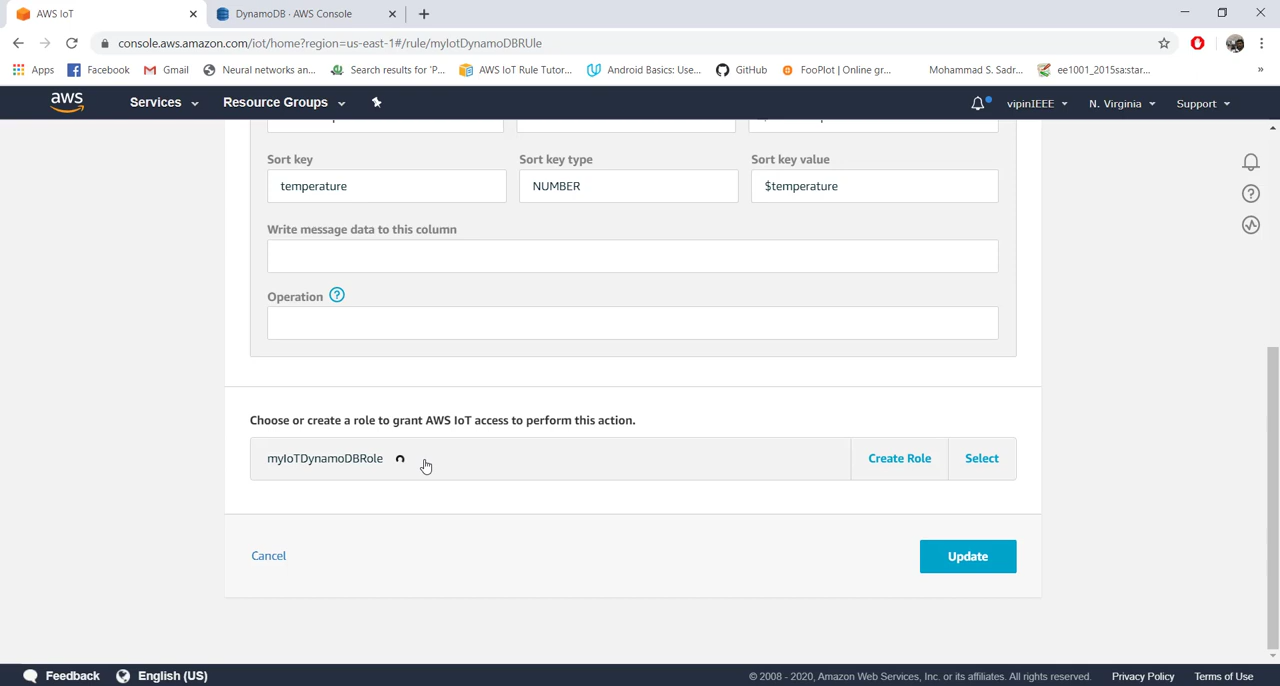 AWS IoT
DynamoDB · AWS Console
console.aws.amazon.com/iot/home?region=us-east-1#/rule/myIotDynamoDBRUle
Apps Facebook Gmail Neural networks an... Search results for 'P... AWS IoT Rule Tutor... Android Basics: Use... GitHub FooPlot | Online gr... Mohammad S. Sadr... ee1001_2015sa:star... »
aws Services Resource Groups vipinIEEE N. Virginia Support
Sort key Sort key type Sort key value
temperature NUMBER $temperature
Write message data to this column
Operation ?
Choose or create a role to grant AWS IoT access to perform this action.
myIoTDynamoDBRole Create Role Select
Cancel Update
Feedback English (US) © 2008 - 2020, Amazon Web Services, Inc. or its affiliates. All rights reserved. Privacy Policy Terms of Use